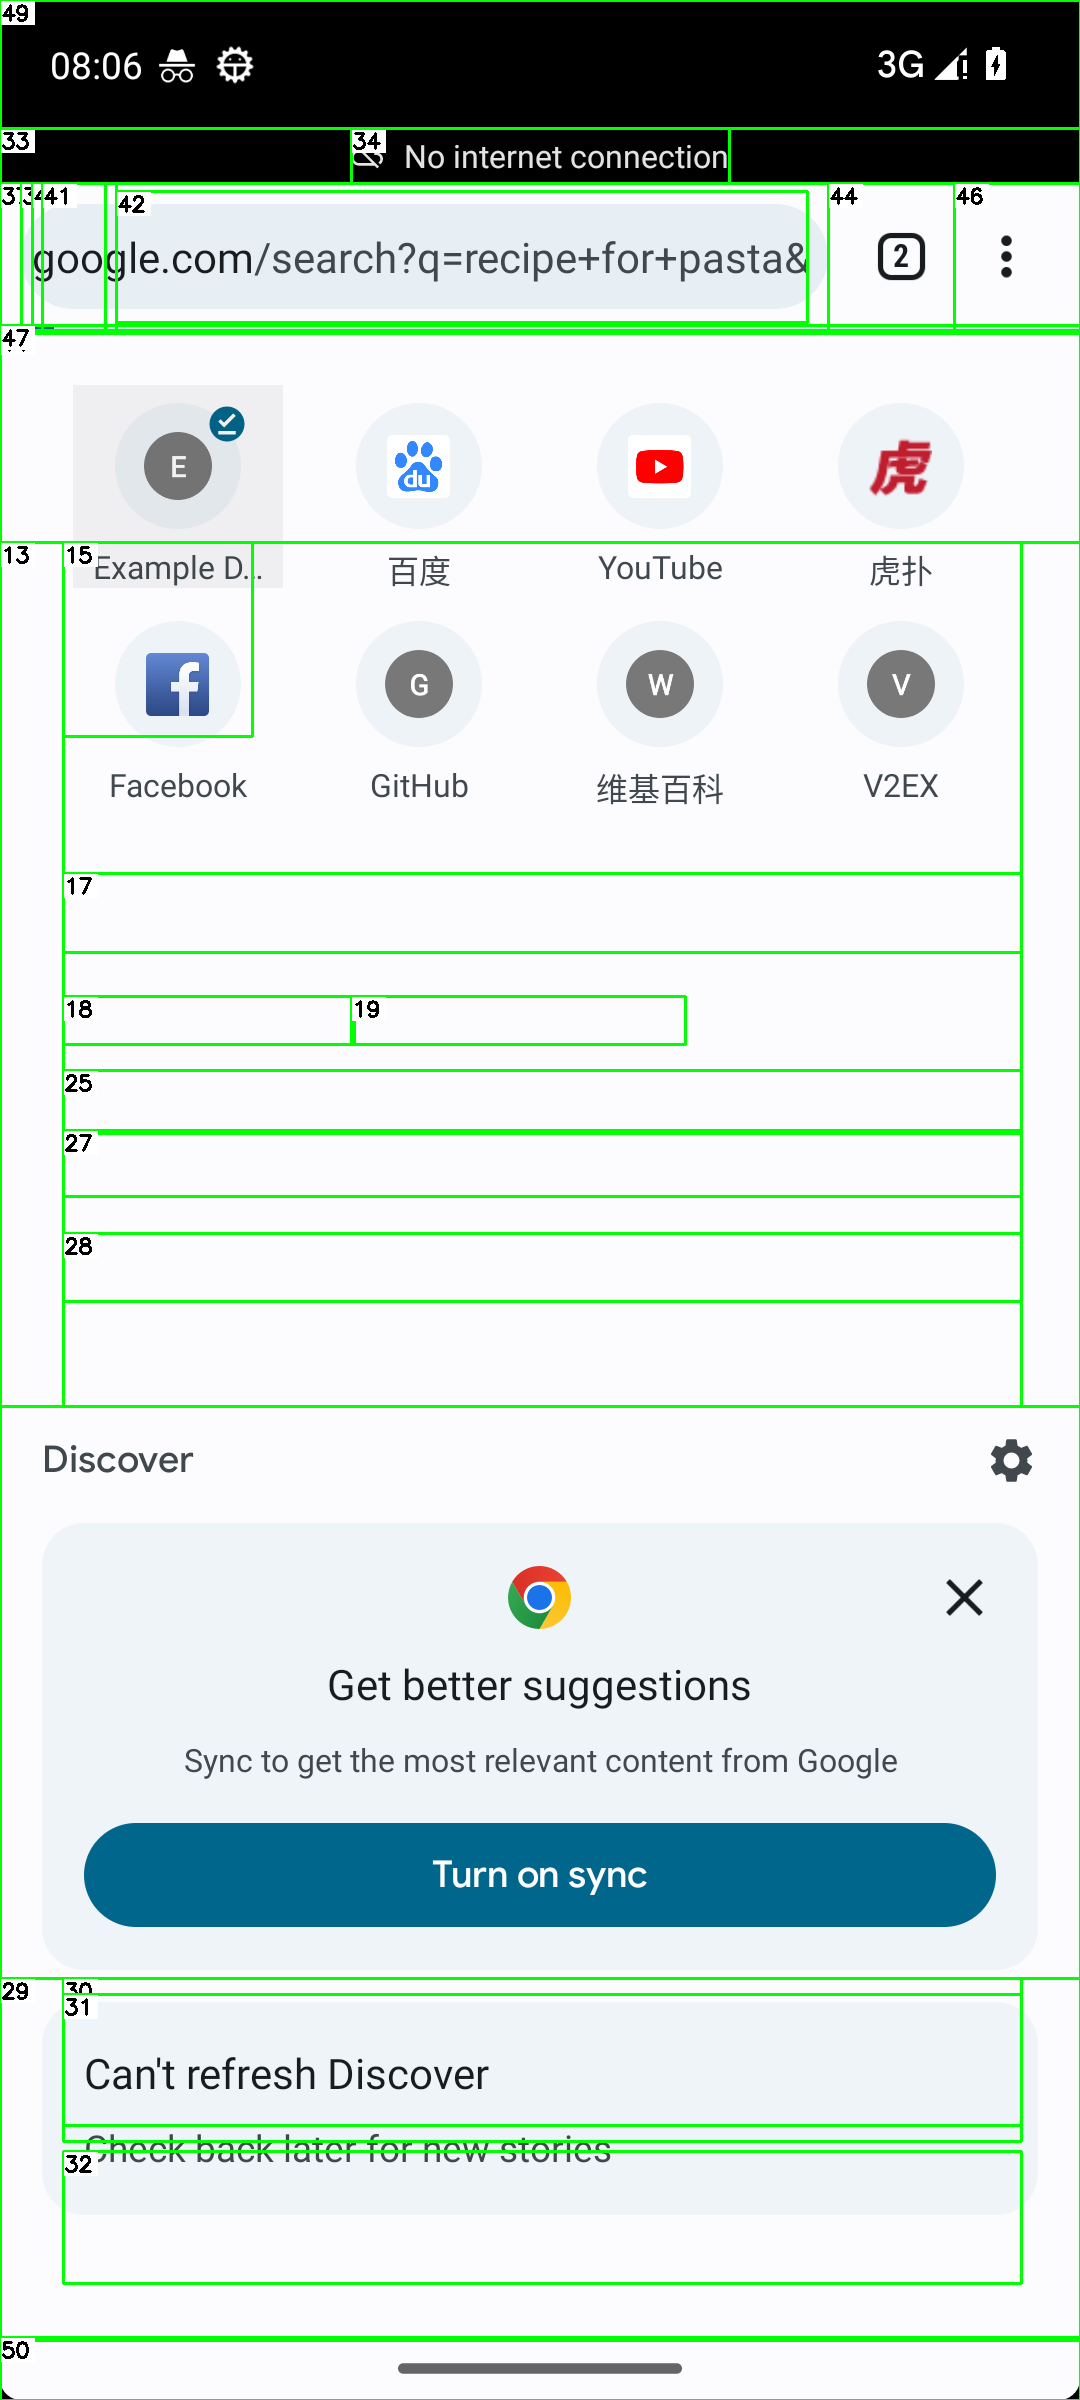 49
08:06
3G
33
34
No internet connection
41
42
44
46
google.com/search?q=recipe+for+pasta&
2
47
E
du
虎
13
15
Example D...
百度
YouTube
虎扑
f
G
W
V
Facebook
GitHub
维基百科
V2EX
17
18
19
25
27
28
Discover
Get better suggestions
Sync to get the most relevant content from Google
Turn on sync
29
30
31
Can't refresh Discover
Check back later for new stories
32
50